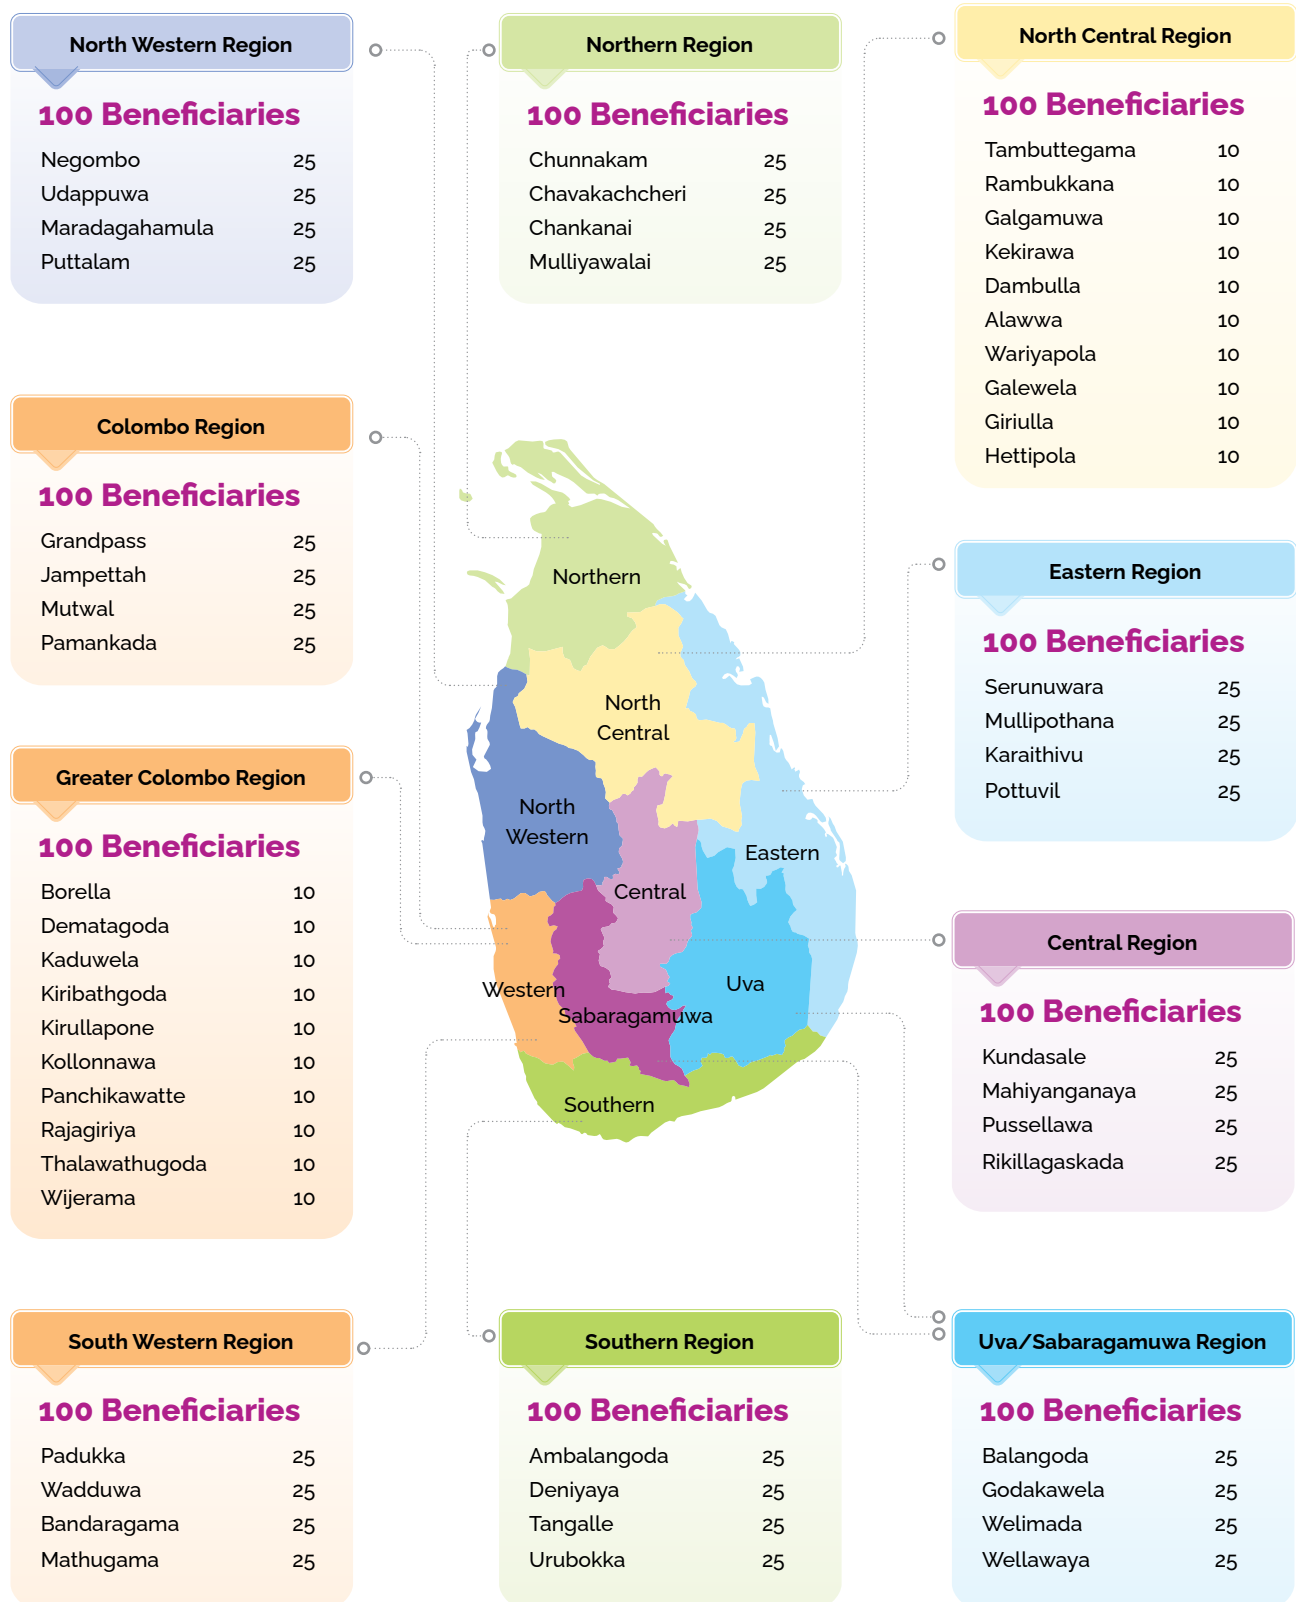 North Western Region
100 Beneficiaries
Negombo 25
Udappuwa 25
Maradagahamula 25
Puttalam 25
Northern Region
100 Beneficiaries
Chunnakam 25
Chavakachcheri 25
Chankanai 25
Mulliyawalai 25
North Central Region
100 Beneficiaries
Tambuttegama 10
Rambukkana 10
Galgamuwa 10
Kekirawa 10
Dambulla 10
Alawwa 10
Wariyapola 10
Galewela 10
Giriulla 10
Hettipola 10
Colombo Region
100 Beneficiaries
Grandpass 25
Jampettah 25
Mutwal 25
Pamankada 25
Eastern Region
100 Beneficiaries
Serunuwara 25
Mullipothana 25
Karaithivu 25
Pottuvil 25
Greater Colombo Region
100 Beneficiaries
Borella 10
Dematagoda 10
Kaduwela 10
Kiribathgoda 10
Kirullapone 10
Kollonnawa 10
Panchikawatte 10
Rajagiriya 10
Thalawathugoda 10
Wijerama 10
Northern
North
Central
North
Western
Eastern
Central
Uva
Western
Sabaragamuwa
Southern
Central Region
100 Beneficiaries
Kundasale 25
Mahiyanganaya 25
Pussellawa 25
Rikillagaskada 25
South Western Region
100 Beneficiaries
Padukka 25
Wadduwa 25
Bandaragama 25
Mathugama 25
Southern Region
100 Beneficiaries
Ambalangoda 25
Deniyaya 25
Tangalle 25
Urubokka 25
Uva/Sabaragamuwa Region
100 Beneficiaries
Balangoda 25
Godakawela 25
Welimada 25
Wellawaya 25